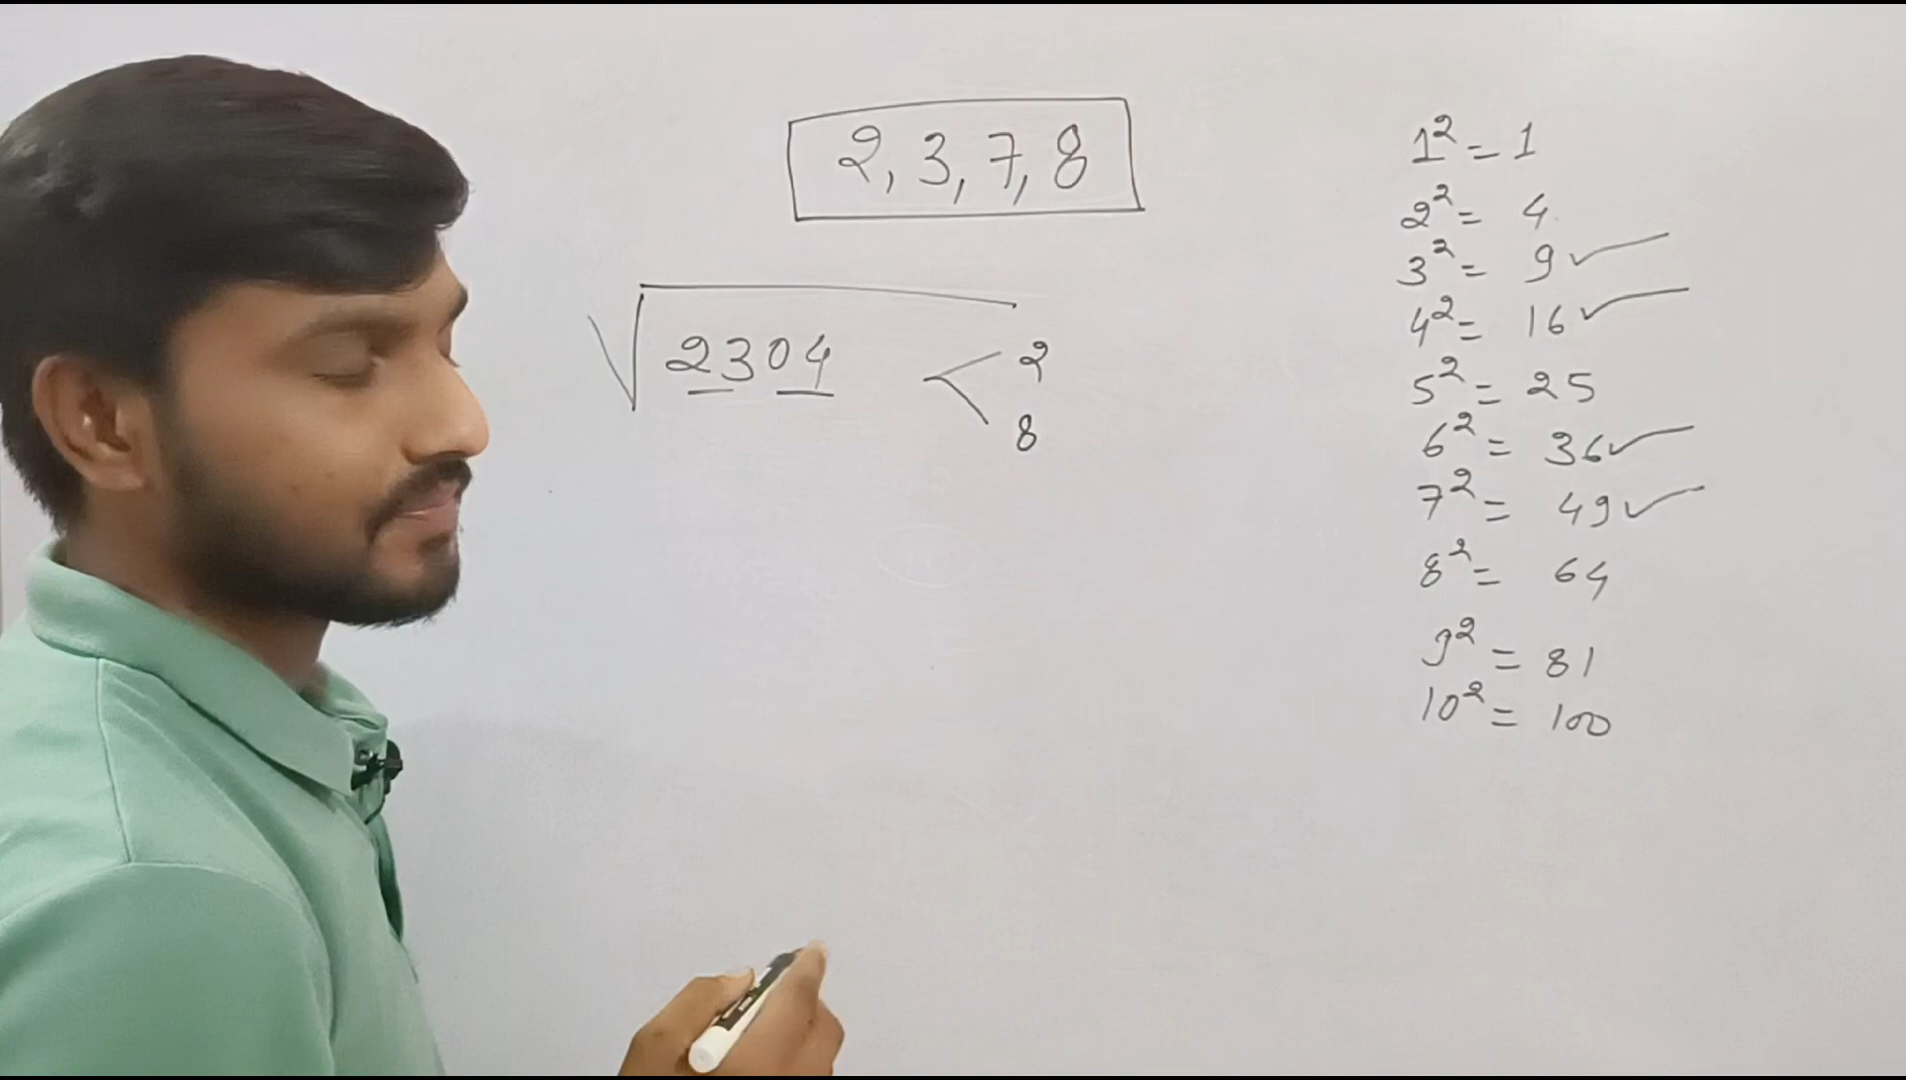 2, 3, 7, 8
√2304 < 2
8
1² = 1
2² = 4
3² = 9 ✓
4² = 16 ✓
5² = 25
6² = 36 ✓
7² = 49 ✓
8² = 64
9² = 81
10² = 100